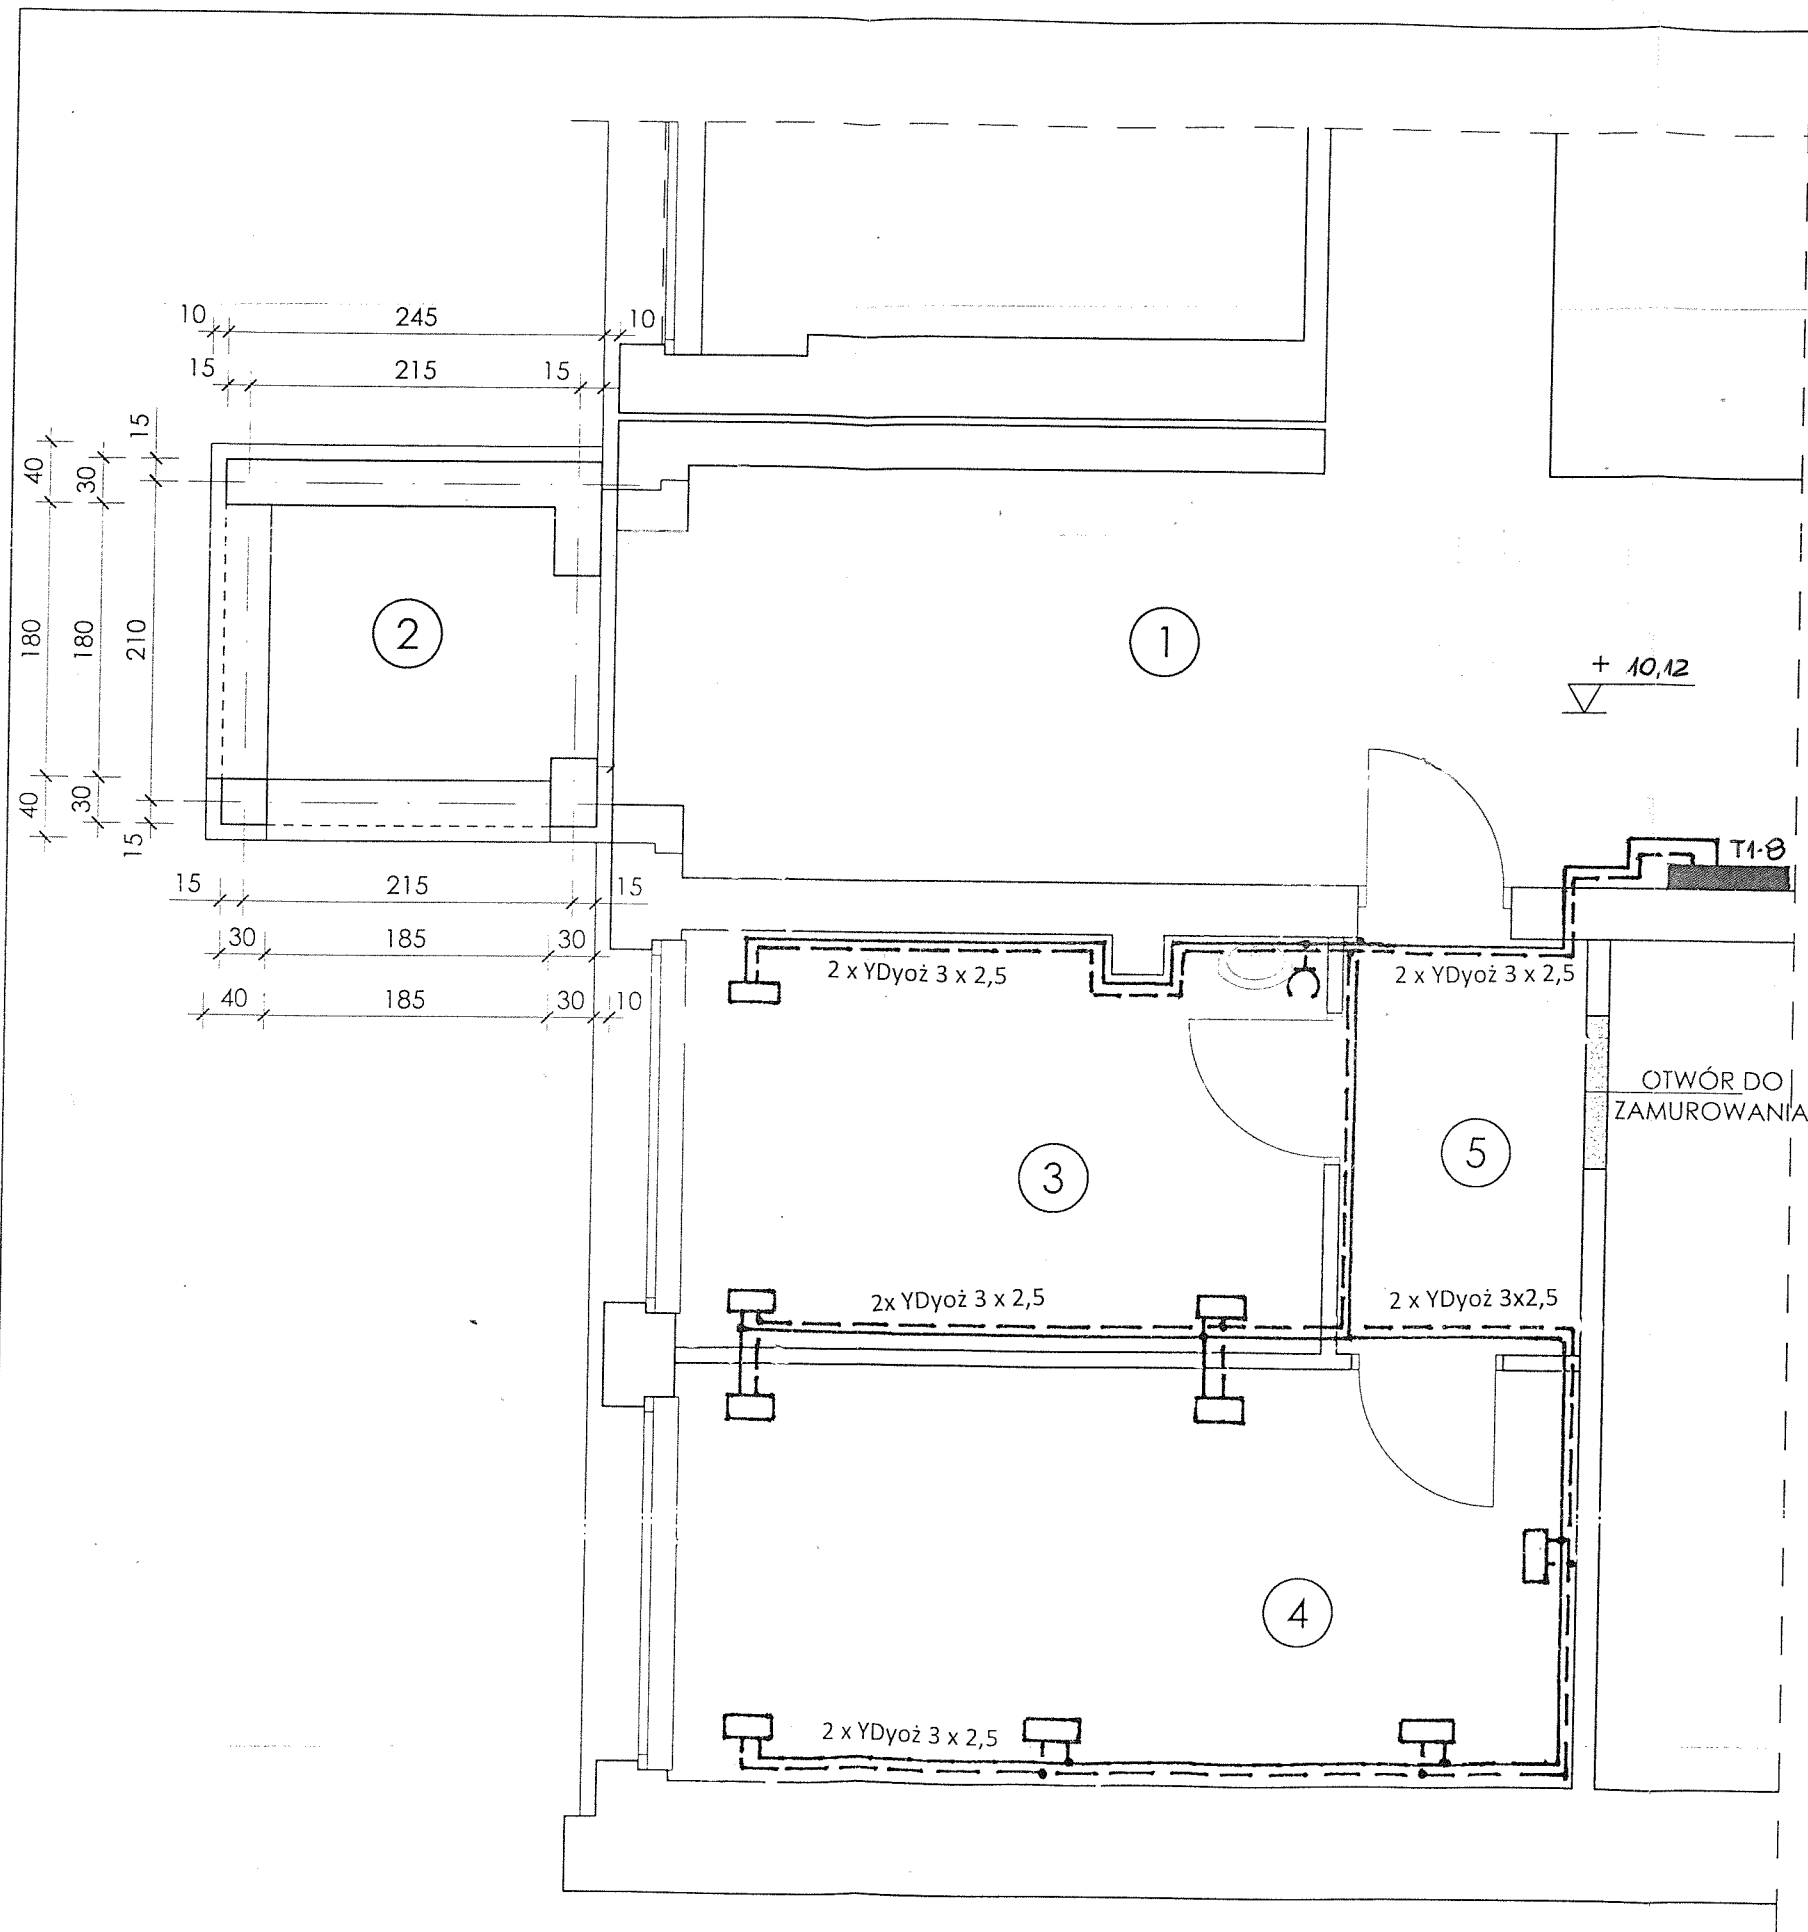 10 245 10
15 215 15
15
40 30
2
1
180 180 210
+ 10,12
40 30
15
T1-8
15 215 15
30 185 30
40 185 30 10
2 x YDyoż 3 x 2,5
2 x YDyoż 3 x 2,5
OTWÓR DO
ZAMUROWANIA
3
5
2x YDyoż 3 x 2,5
2 x YDyoż 3x2,5
4
2 x YDyoż 3 x 2,5